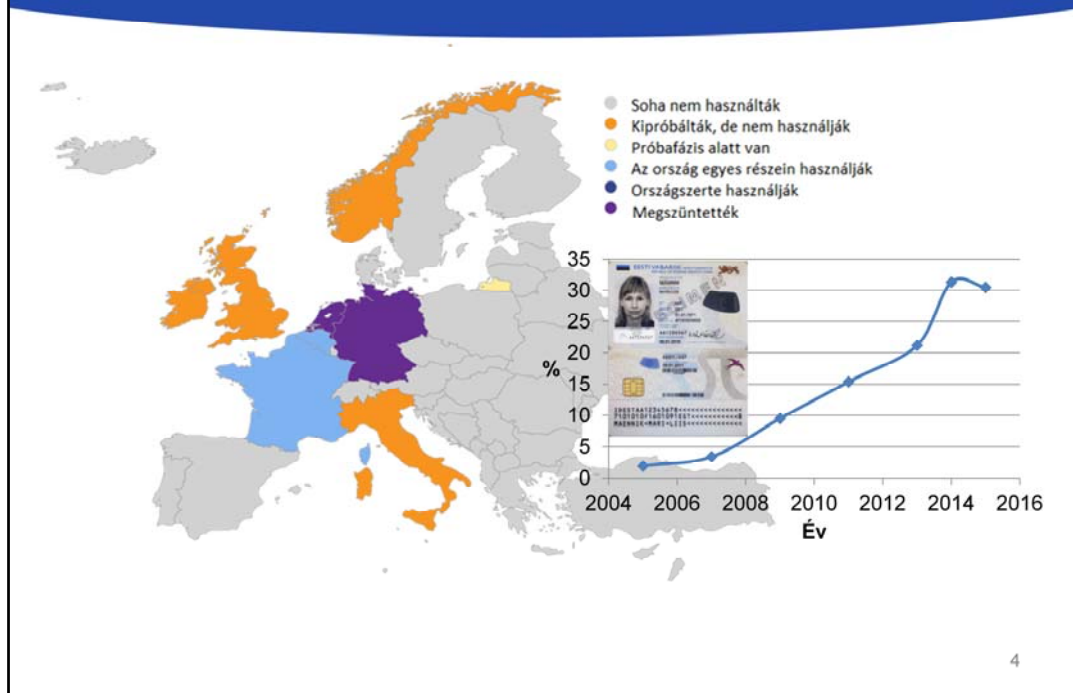 Soha nem használták
Kipróbálták, de nem használják
Próbafázis alatt van
Az ország egyes részein használják
Országszerte használják
Megszüntették
35
30
25
20
15
10
5
0
%
2004 2006 2008 2010 2012 2014 2016
Év
4